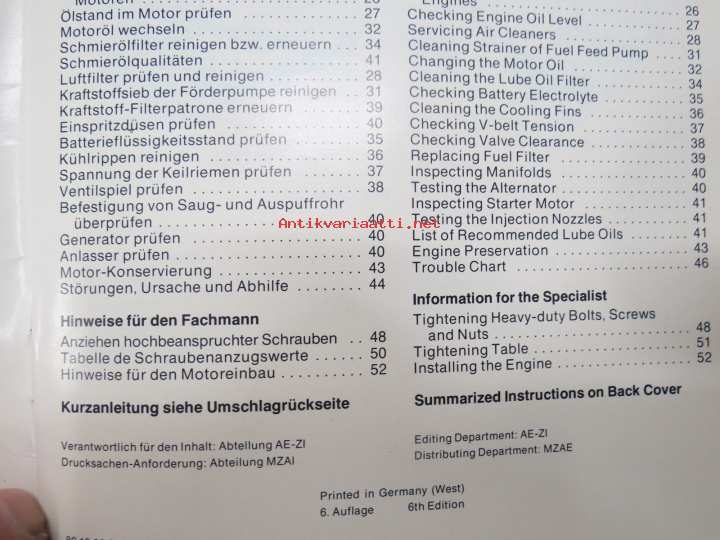 Motoren 26
Ölstand im Motor prüfen 27
Motoröl wechseln 32
Schmierölfilter reinigen bzw. erneuern 34
Schmierölqualitäten 41
Luftfilter prüfen und reinigen 28
Kraftstoffsieb der Förderpumpe reinigen 31
Kraftstoff-Filterpatrone erneuern 39
Einspritzdüsen prüfen 40
Batterieflüssigkeitsstand prüfen 35
Kühlrippen reinigen 36
Spannung der Keilriemen prüfen 37
Ventilspiel prüfen 38
Befestigung von Saug- und Auspuffrohr
überprüfen 40
Generator prüfen 40
Anlasser prüfen 40
Motor-Konservierung 43
Störungen, Ursache und Abhilfe 44
Hinweise für den Fachmann
Anziehen hochbeanspruchter Schrauben 48
Tabelle de Schraubenanzugswerte 50
Hinweise für den Motoreinbau 52
Kurzanleitung siehe Umschlagrückseite
Verantwortlich für den Inhalt: Abteilung AE-ZI
Drucksachen-Anforderung: Abteilung MZAI
Engines 26
Checking Engine Oil Level 27
Servicing Air Cleaners 28
Cleaning Strainer of Fuel Feed Pump 31
Changing the Motor Oil 32
Cleaning the Lube Oil Filter 34
Checking Battery Electrolyte 35
Cleaning the Cooling Fins 36
Checking V-belt Tension 37
Checking Valve Clearance 38
Replacing Fuel Filter 39
Inspecting Manifolds 40
Testing the Alternator 40
Inspecting Starter Motor 41
Testing the Injection Nozzles 41
List of Recommended Lube Oils 41
Engine Preservation 43
Trouble Chart 46
Information for the Specialist
Tightening Heavy-duty Bolts, Screws
and Nuts 48
Tightening Table 51
Installing the Engine 52
Summarized Instructions on Back Cover
Editing Department: AE-ZI
Distributing Department: MZAE
Printed in Germany (West)
6. Auflage 6th Edition
Antikvariaatti.net